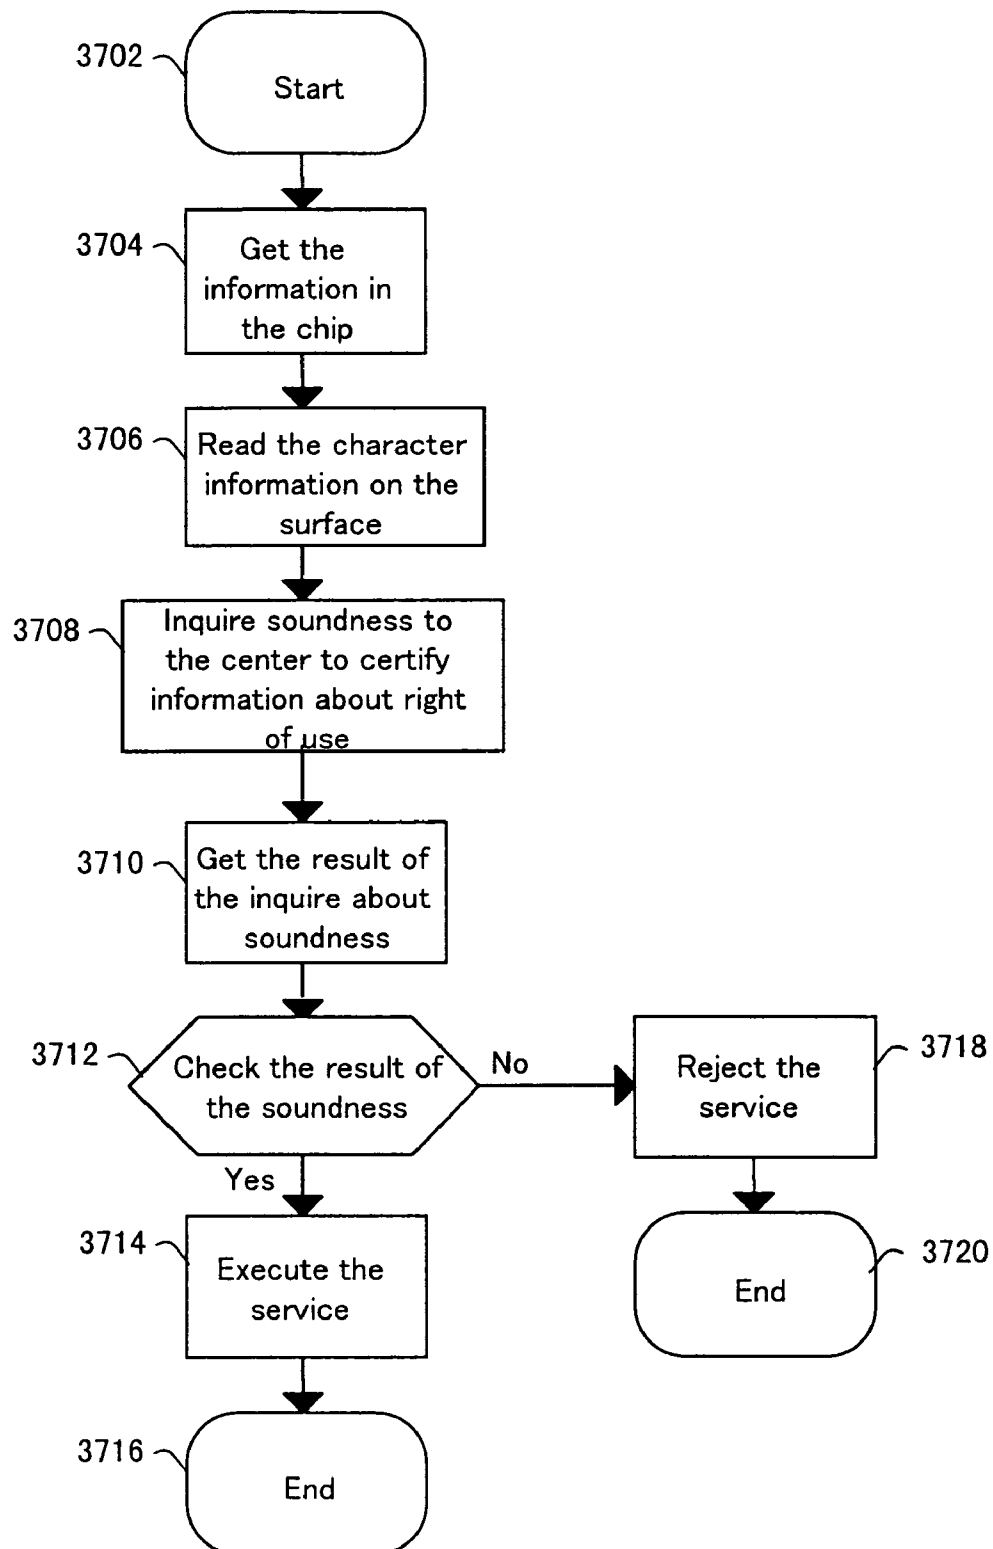 3702
Start
3704
Get the
information in
the chip
3706
Read the character
information on the
surface
3708
Inquire soundness to
the center to certify
information about right
of use
3710
Get the result of
the inquire about
soundness
3712
Check the result of
the soundness
No
3718
Reject the
service
Yes
3714
Execute the
service
3720
End
3716
End